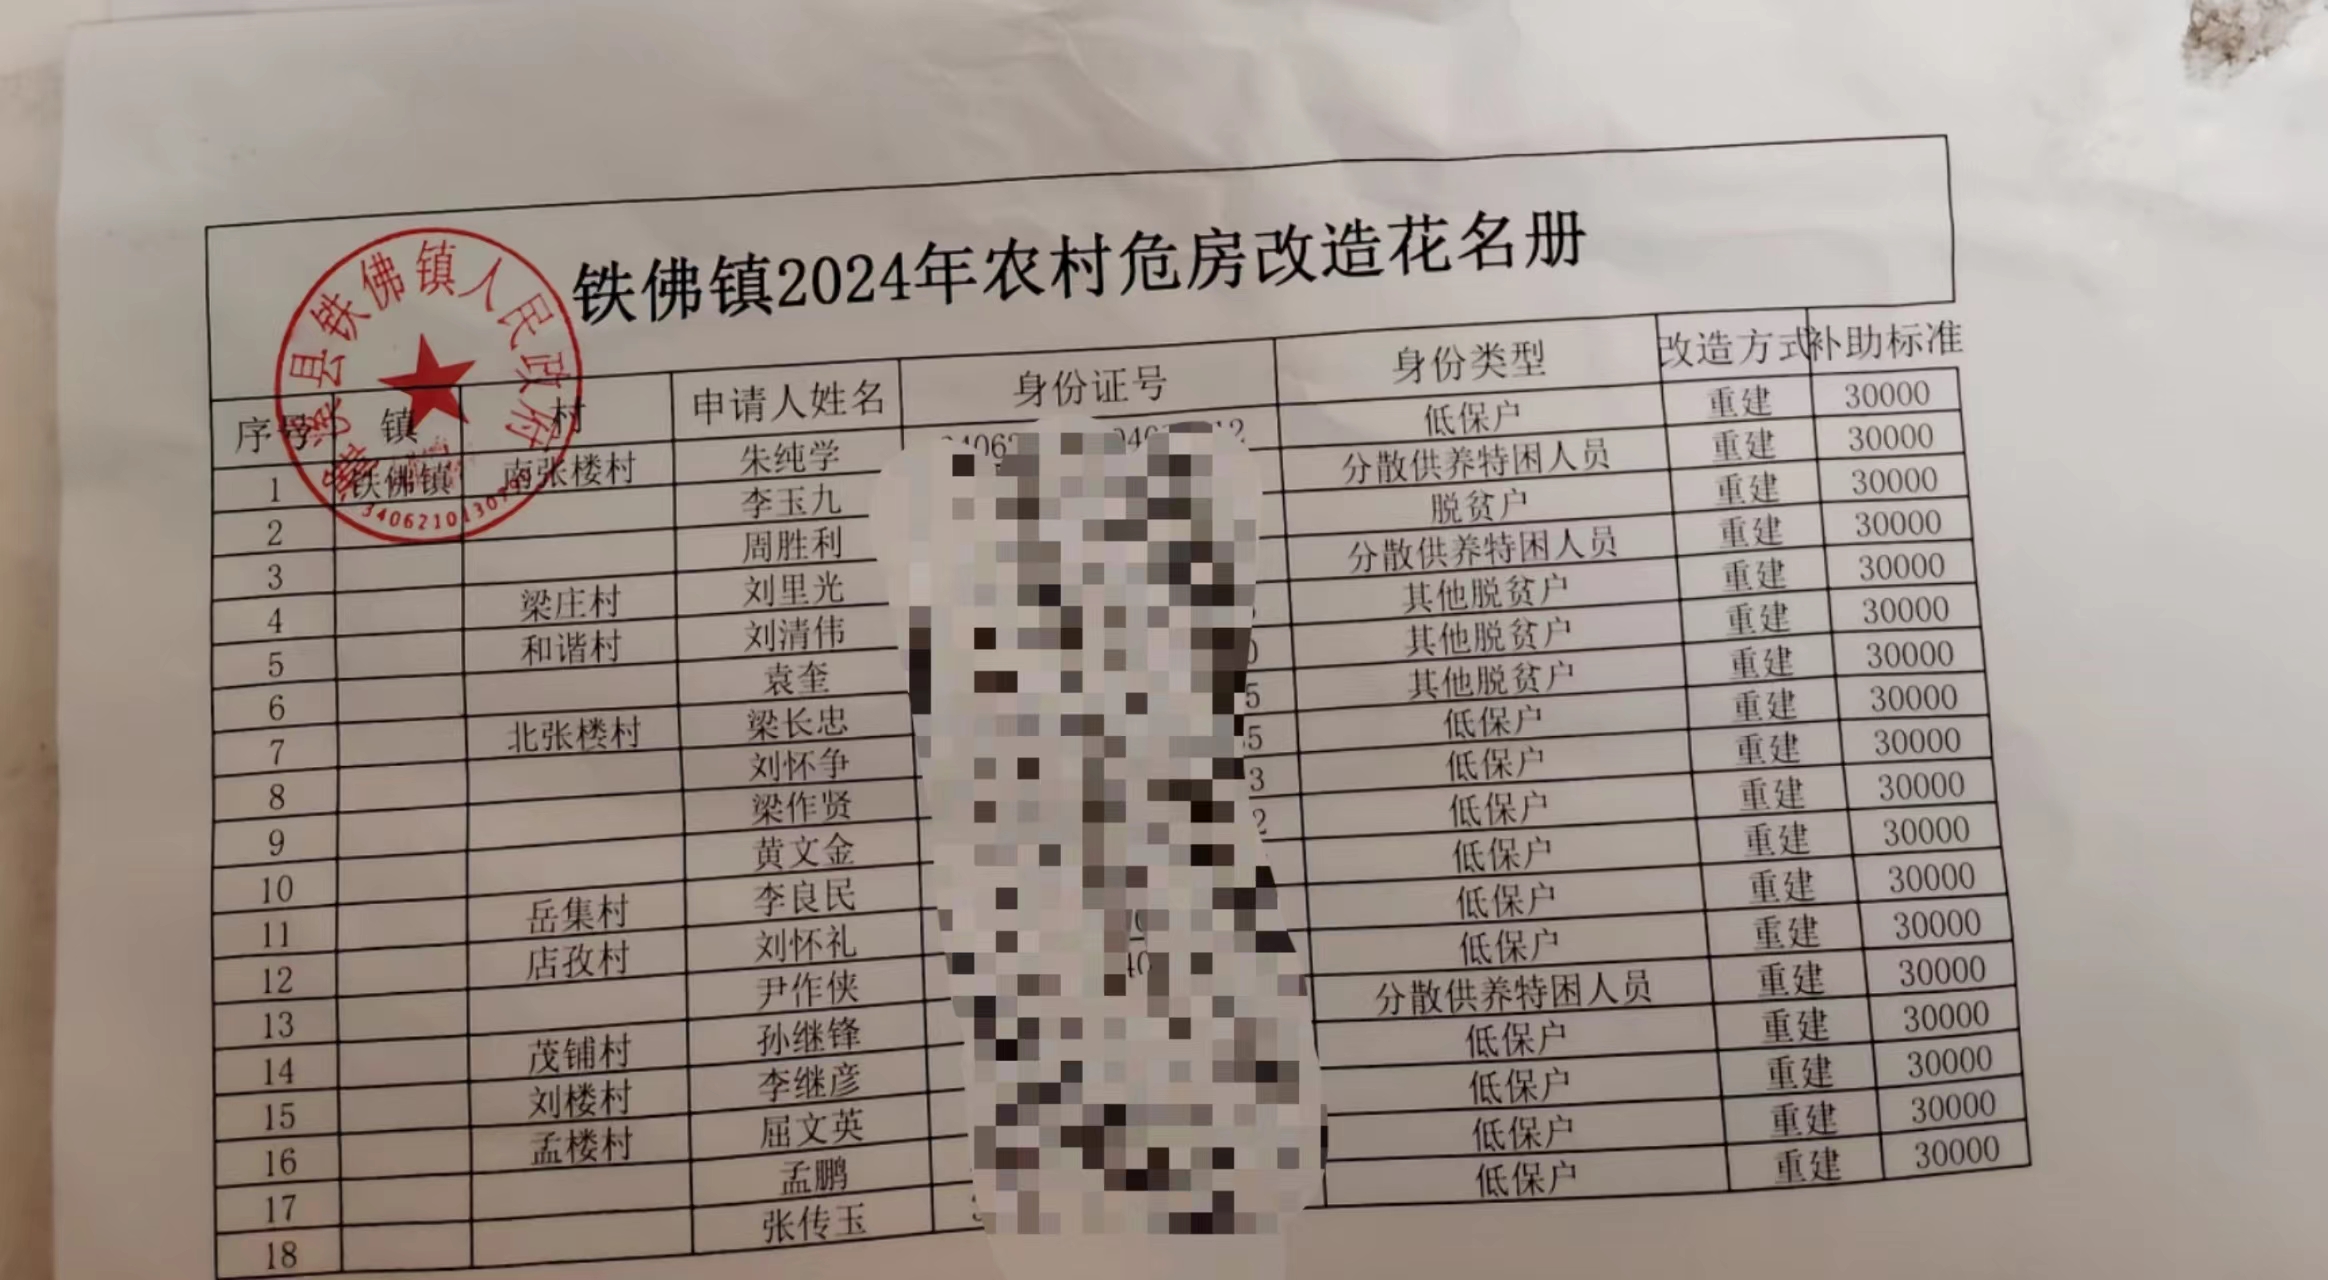 铁佛镇2024年农村危房改造花名册
濉溪县铁佛镇人民政府
序号 镇 村 申请人姓名 身份证号 身份类型 改造方式 补助标准
1 铁佛镇 南张楼村 朱纯学 低保户 重建 30000
2 李玉九 分散供养特困人员 重建 30000
3 周胜利 脱贫户 重建 30000
4 梁庄村 刘里光 分散供养特困人员 重建 30000
5 和谐村 刘清伟 其他脱贫户 重建 30000
6 袁奎 其他脱贫户 重建 30000
7 北张楼村 梁长忠 其他脱贫户 重建 30000
8 刘怀争 低保户 重建 30000
9 梁作贤 低保户 重建 30000
10 黄文金 低保户 重建 30000
11 岳集村 李良民 低保户 重建 30000
12 店孜村 刘怀礼 低保户 重建 30000
13 尹作侠 低保户 重建 30000
14 茂铺村 孙继锋 分散供养特困人员 重建 30000
15 刘楼村 李继彦 低保户 重建 30000
16 孟楼村 屈文英 低保户 重建 30000
17 孟鹏 低保户 重建 30000
18 张传玉 低保户 重建 30000